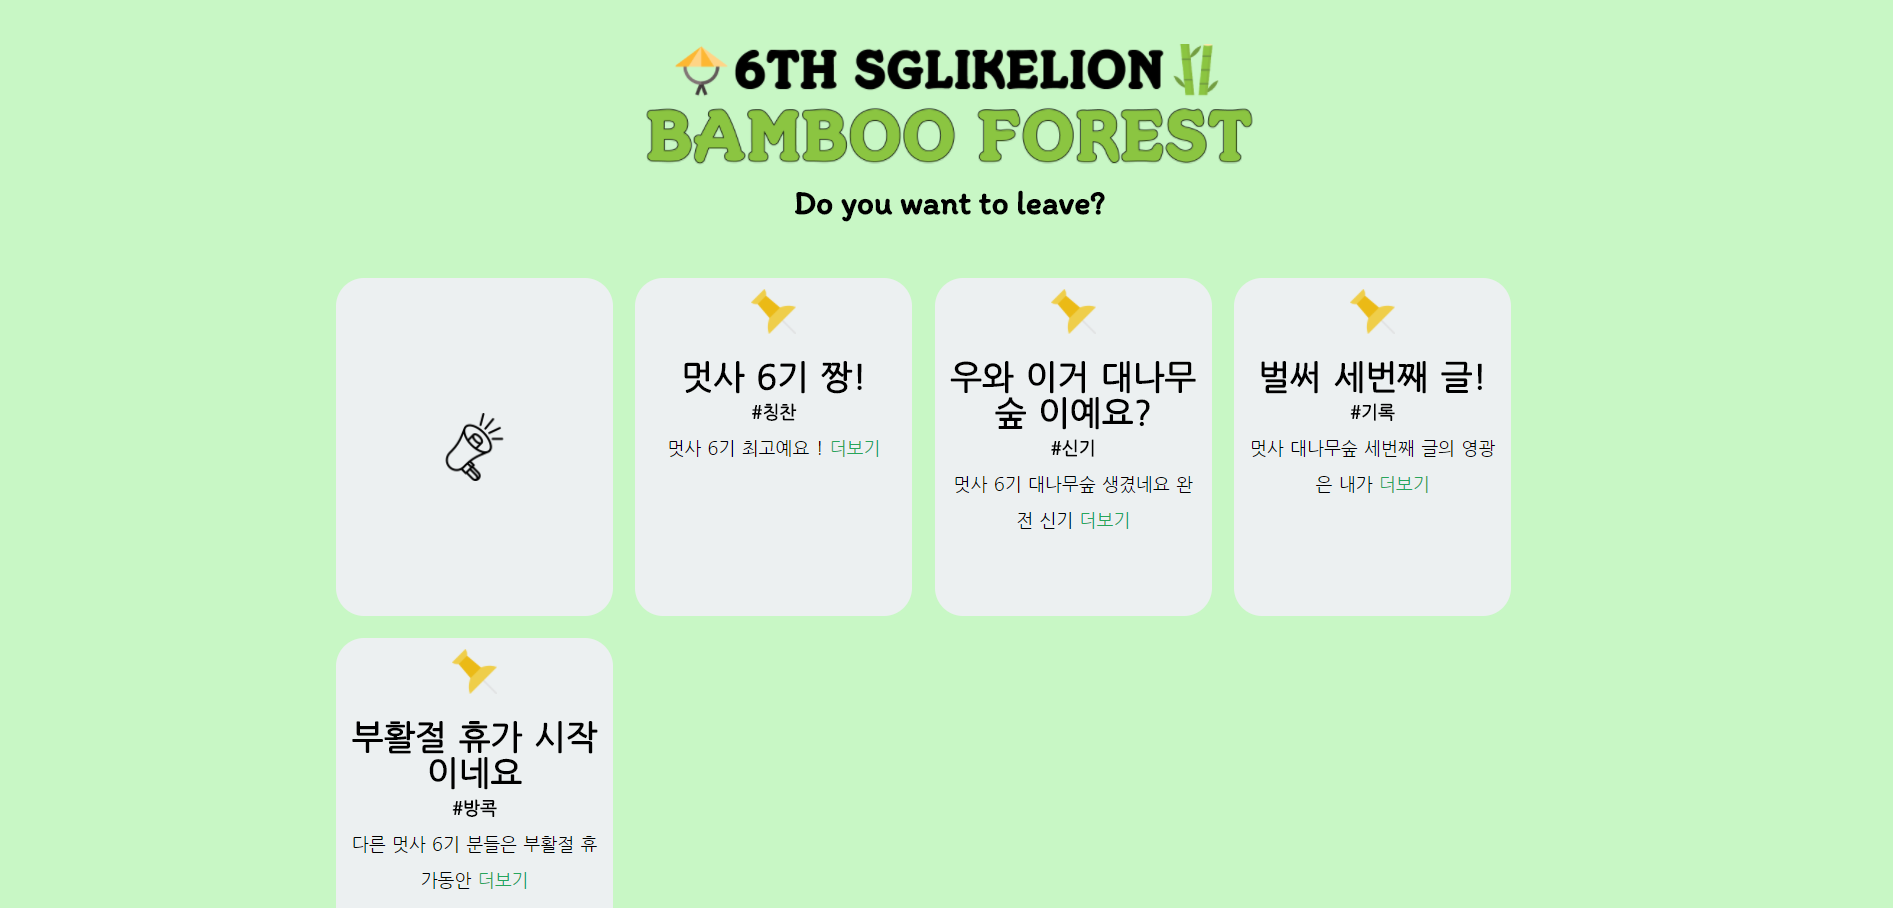 6TH SGLIKELION
BAMBOO FOREST
Do you want to leave?
멋사 6기 짱!
#칭찬
멋사 6기 최고예요 ! 더보기
우와 이거 대나무
숲 이예요?
#신기
멋사 6기 대나무숲 생겼네요 완
전 신기 더보기
벌써 세번째 글!
#기록
멋사 대나무숲 세번째 글의 영광
은 내가 더보기
부활절 휴가 시작
이네요
#방콕
다른 멋사 6기 분들은 부활절 휴
가동안 더보기